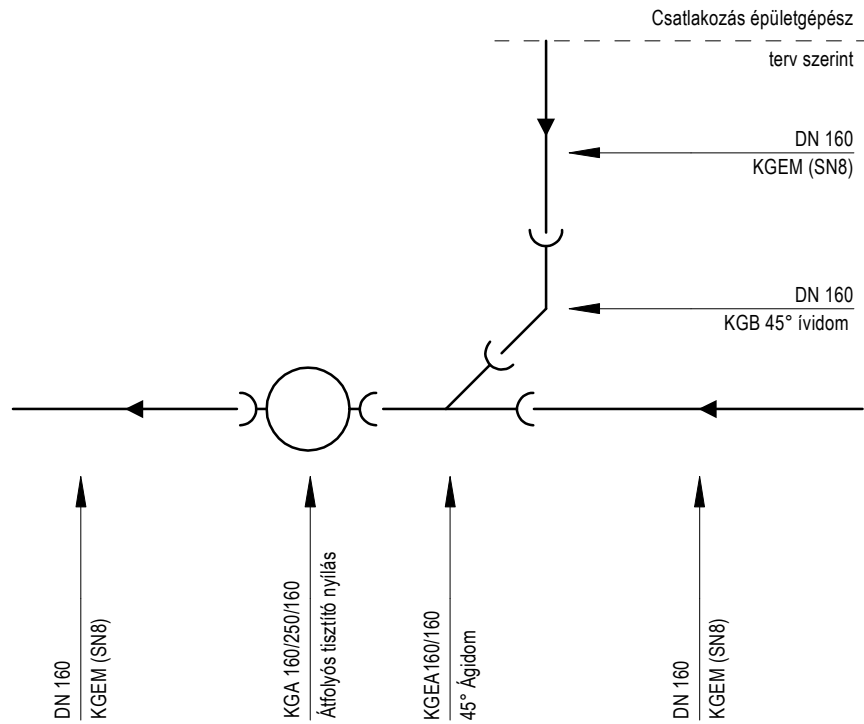 Csatlakozás épületgépész
terv szerint
DN 160
KGEM (SN8)
DN 160
KGB 45° ívidom
DN 160
KGEM (SN8)
KGA 160/250/160
Átfolyós tisztító nyílás
KGEA160/160
45° Ágidom
DN 160
KGEM (SN8)